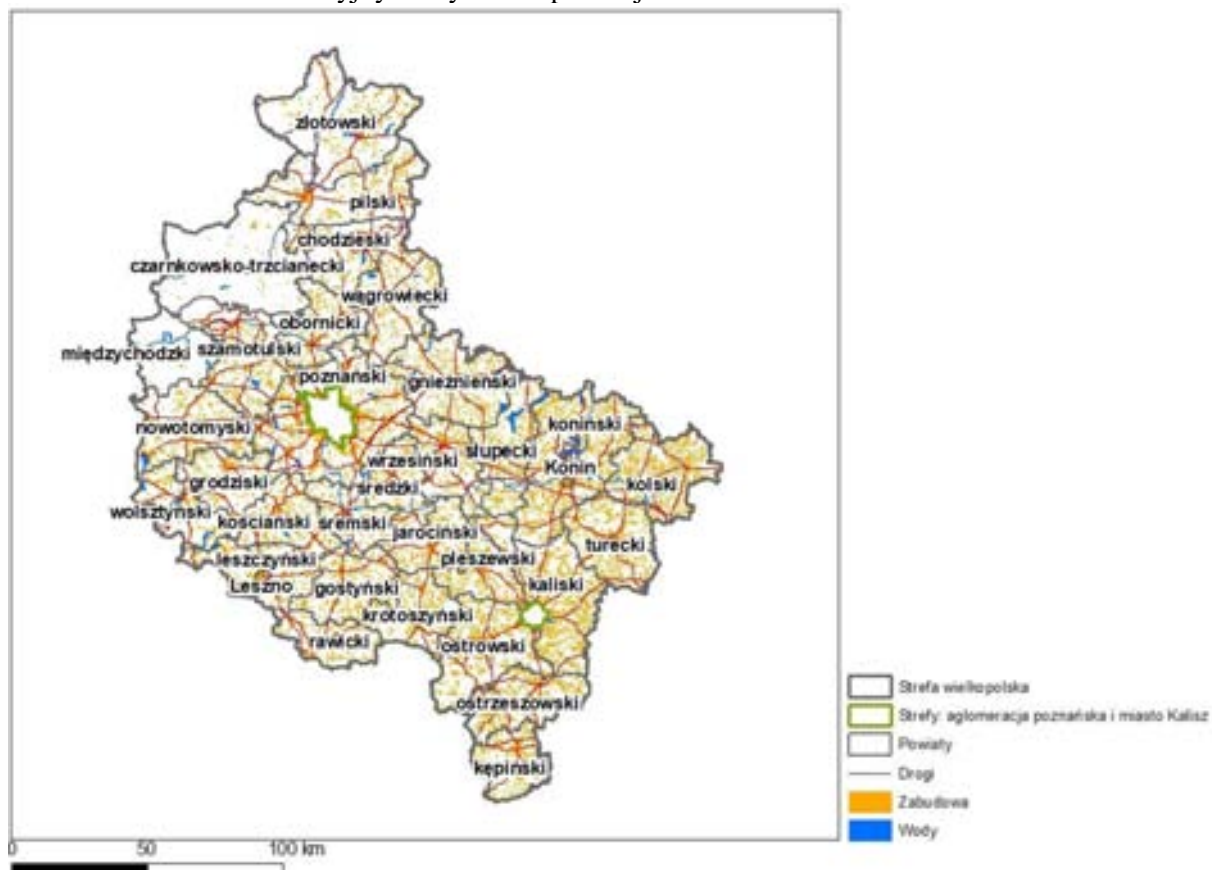 złotowski
pilski
chodzieski
czarnkowsko-trzcianecki
wągrowiecki
obornicki
międzychodzki
szamotulski
poznański
gnieźnieński
nowotomyski
koniński
słupecki
wrzesiński
Konin
kolski
grodziski
średzki
wolsztyński
kościański
śremski
jarociński
turecki
leszczyński
pleszewski
Leszno
gostyński
kaliski
krotoszyński
rawicki
ostrowski
ostrzeszowski
kępiński
Strefa wielkopolska
Strefy: aglomeracja poznańska i miasto Kalisz
Powiaty
Drogi
Zabudowa
Wody
0 50 100 km